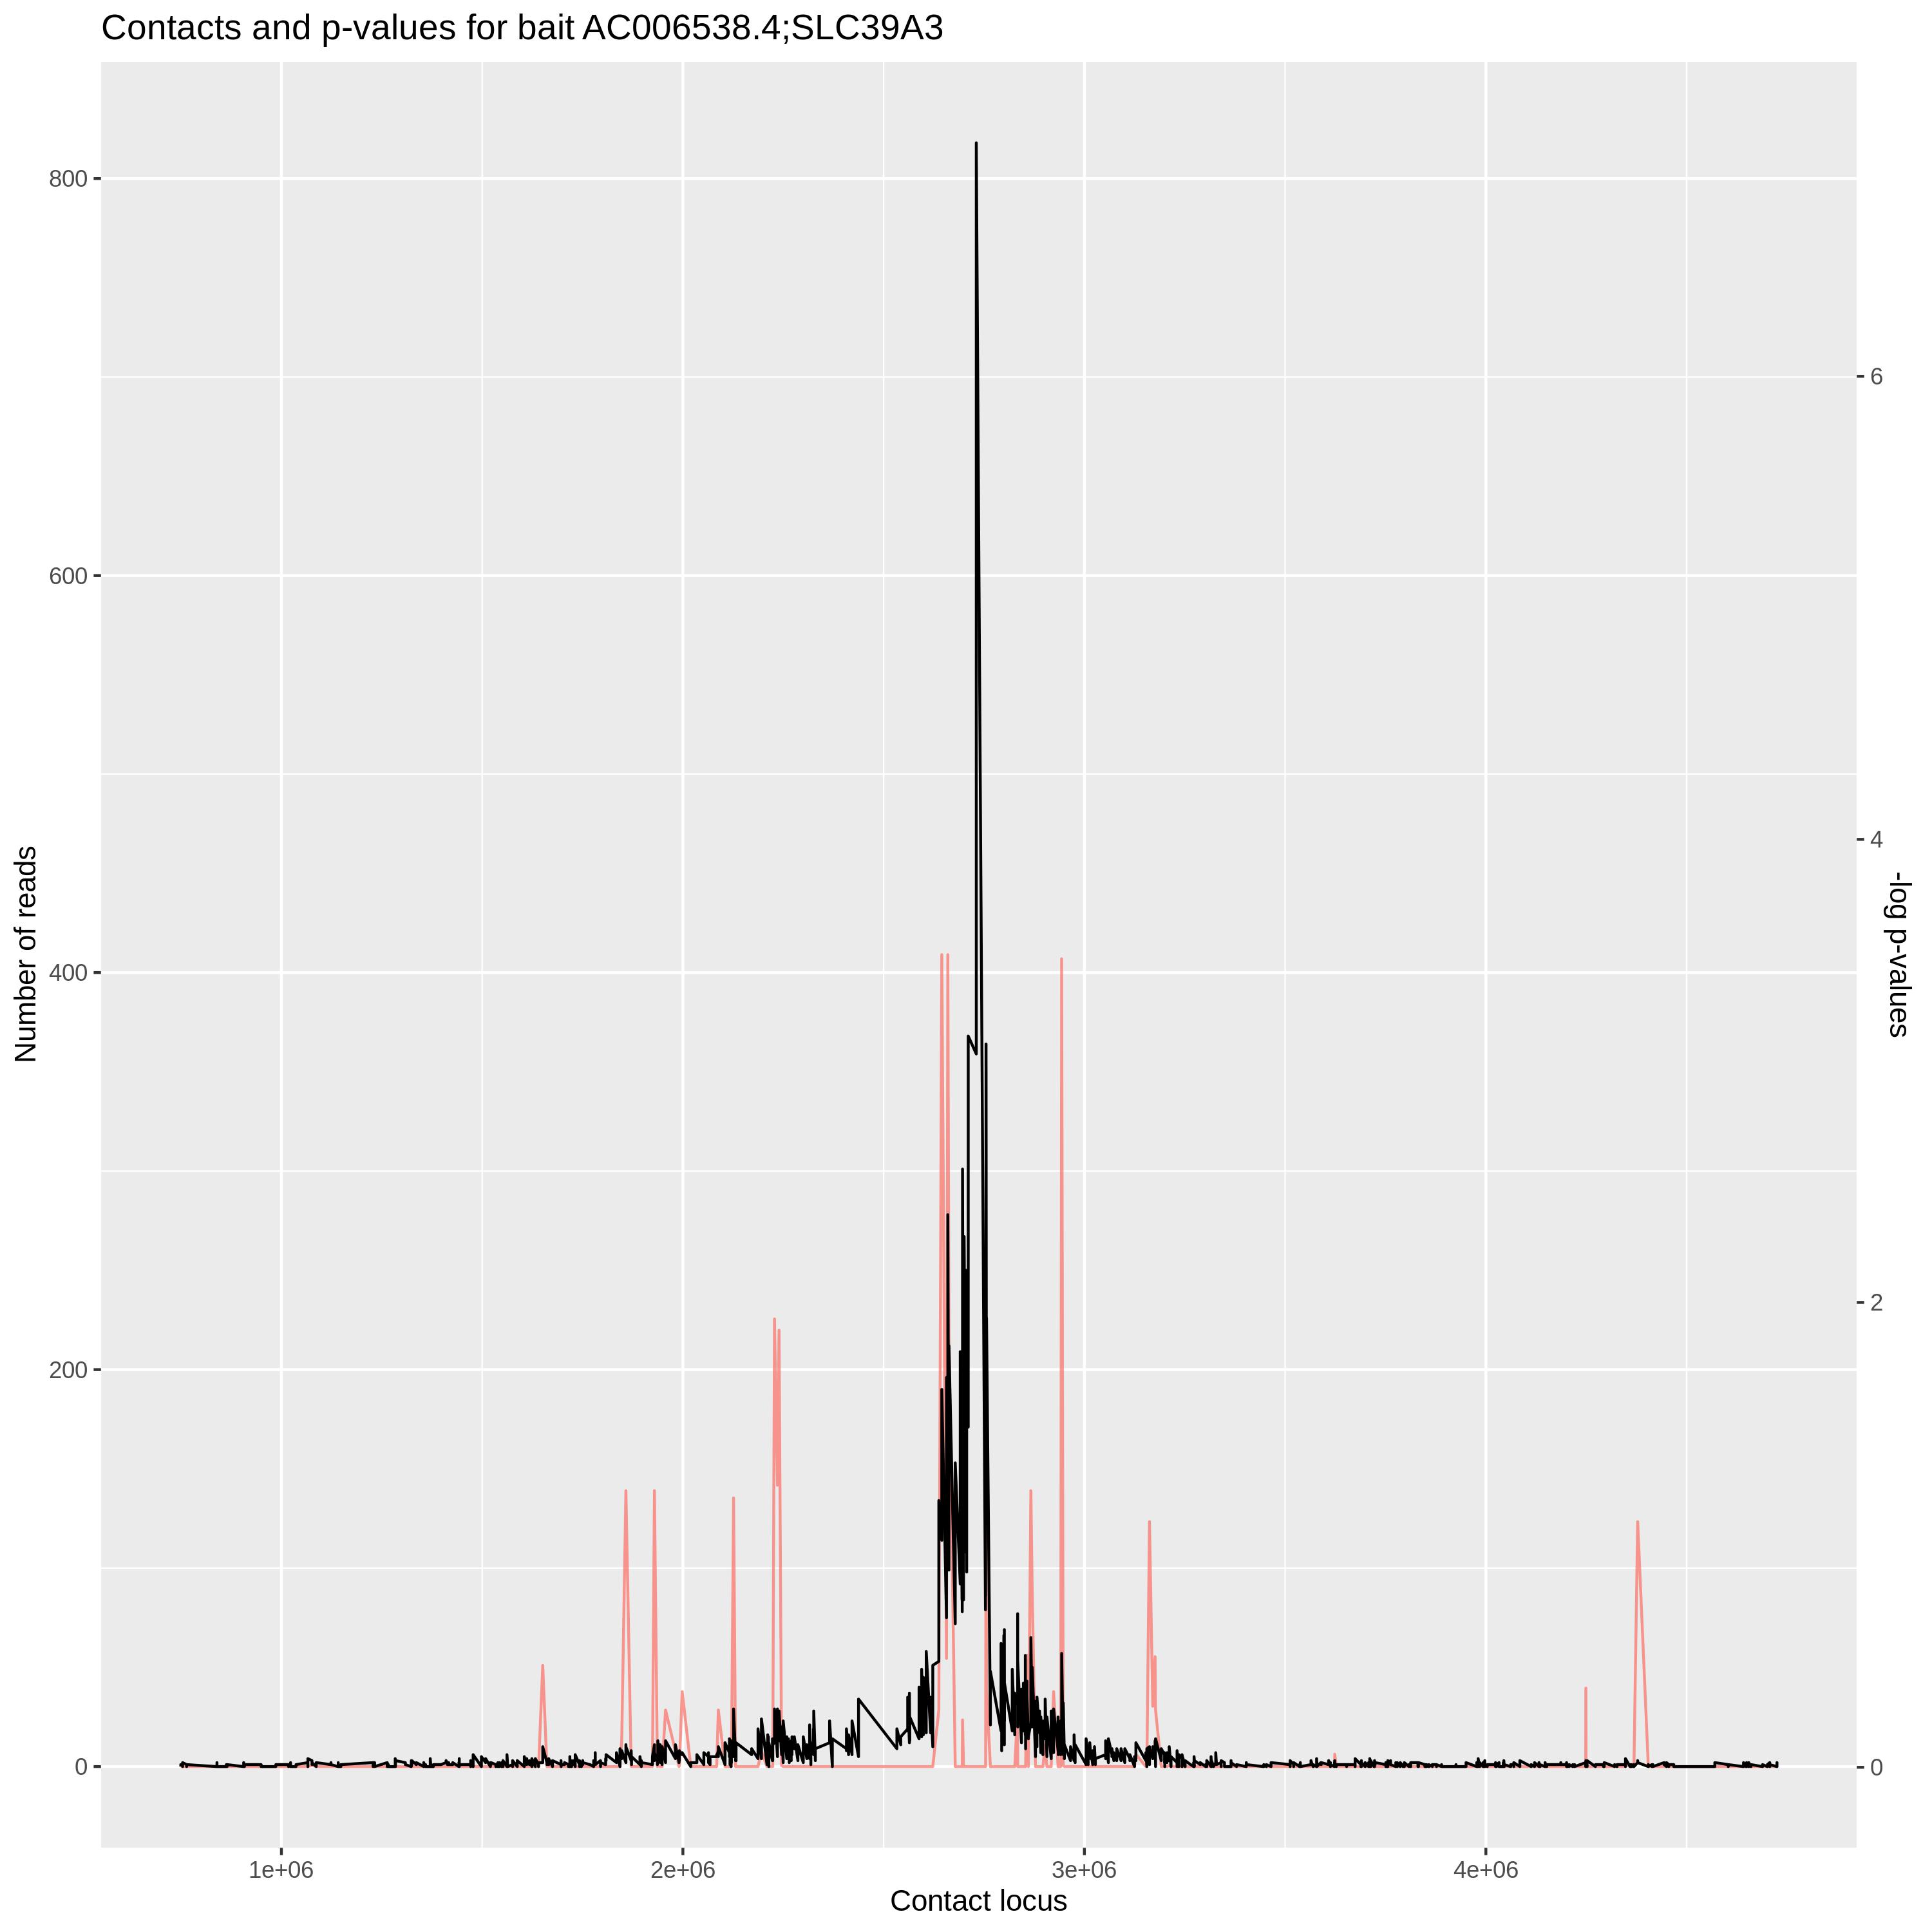 Contacts and p-values for bait AC006538.4;SLC39A3
800
600
400
200
0
Number of reads
6
4
2
0
-log p-values
1e+06
2e+06
3e+06
4e+06
Contact locus